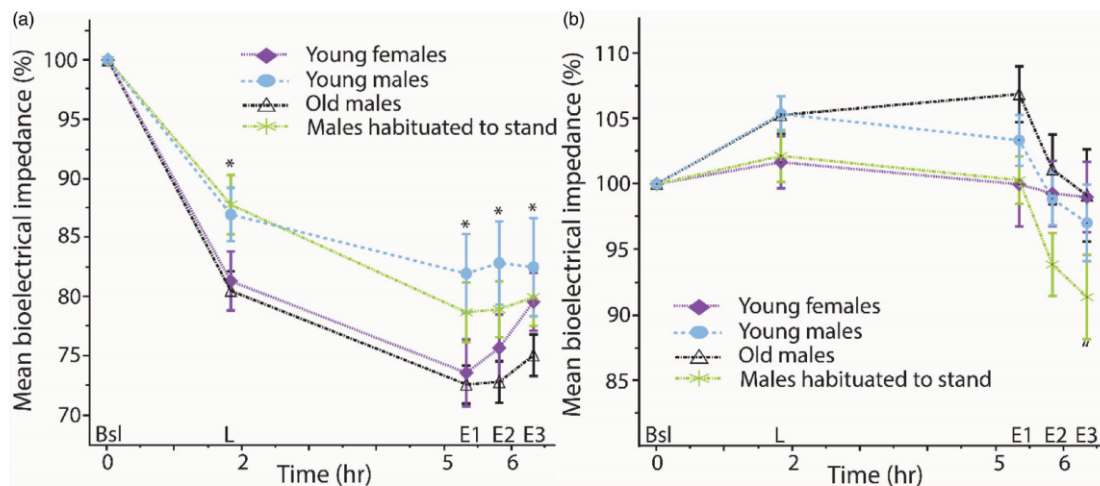 (a)
Mean bioelectrical impedance (%)
100
95
90
85
80
75
70
Young females
Young males
Old males
Males habituated to stand
*
*
*
*
Bsl
L
E1
E2
E3
0
2
5
6
Time (hr)
(b)
Mean bioelectrical impedance (%)
110
105
100
95
90
85
Young females
Young males
Old males
Males habituated to stand
Bsl
L
E1
E2
E3
0
2
5
6
Time (hr)